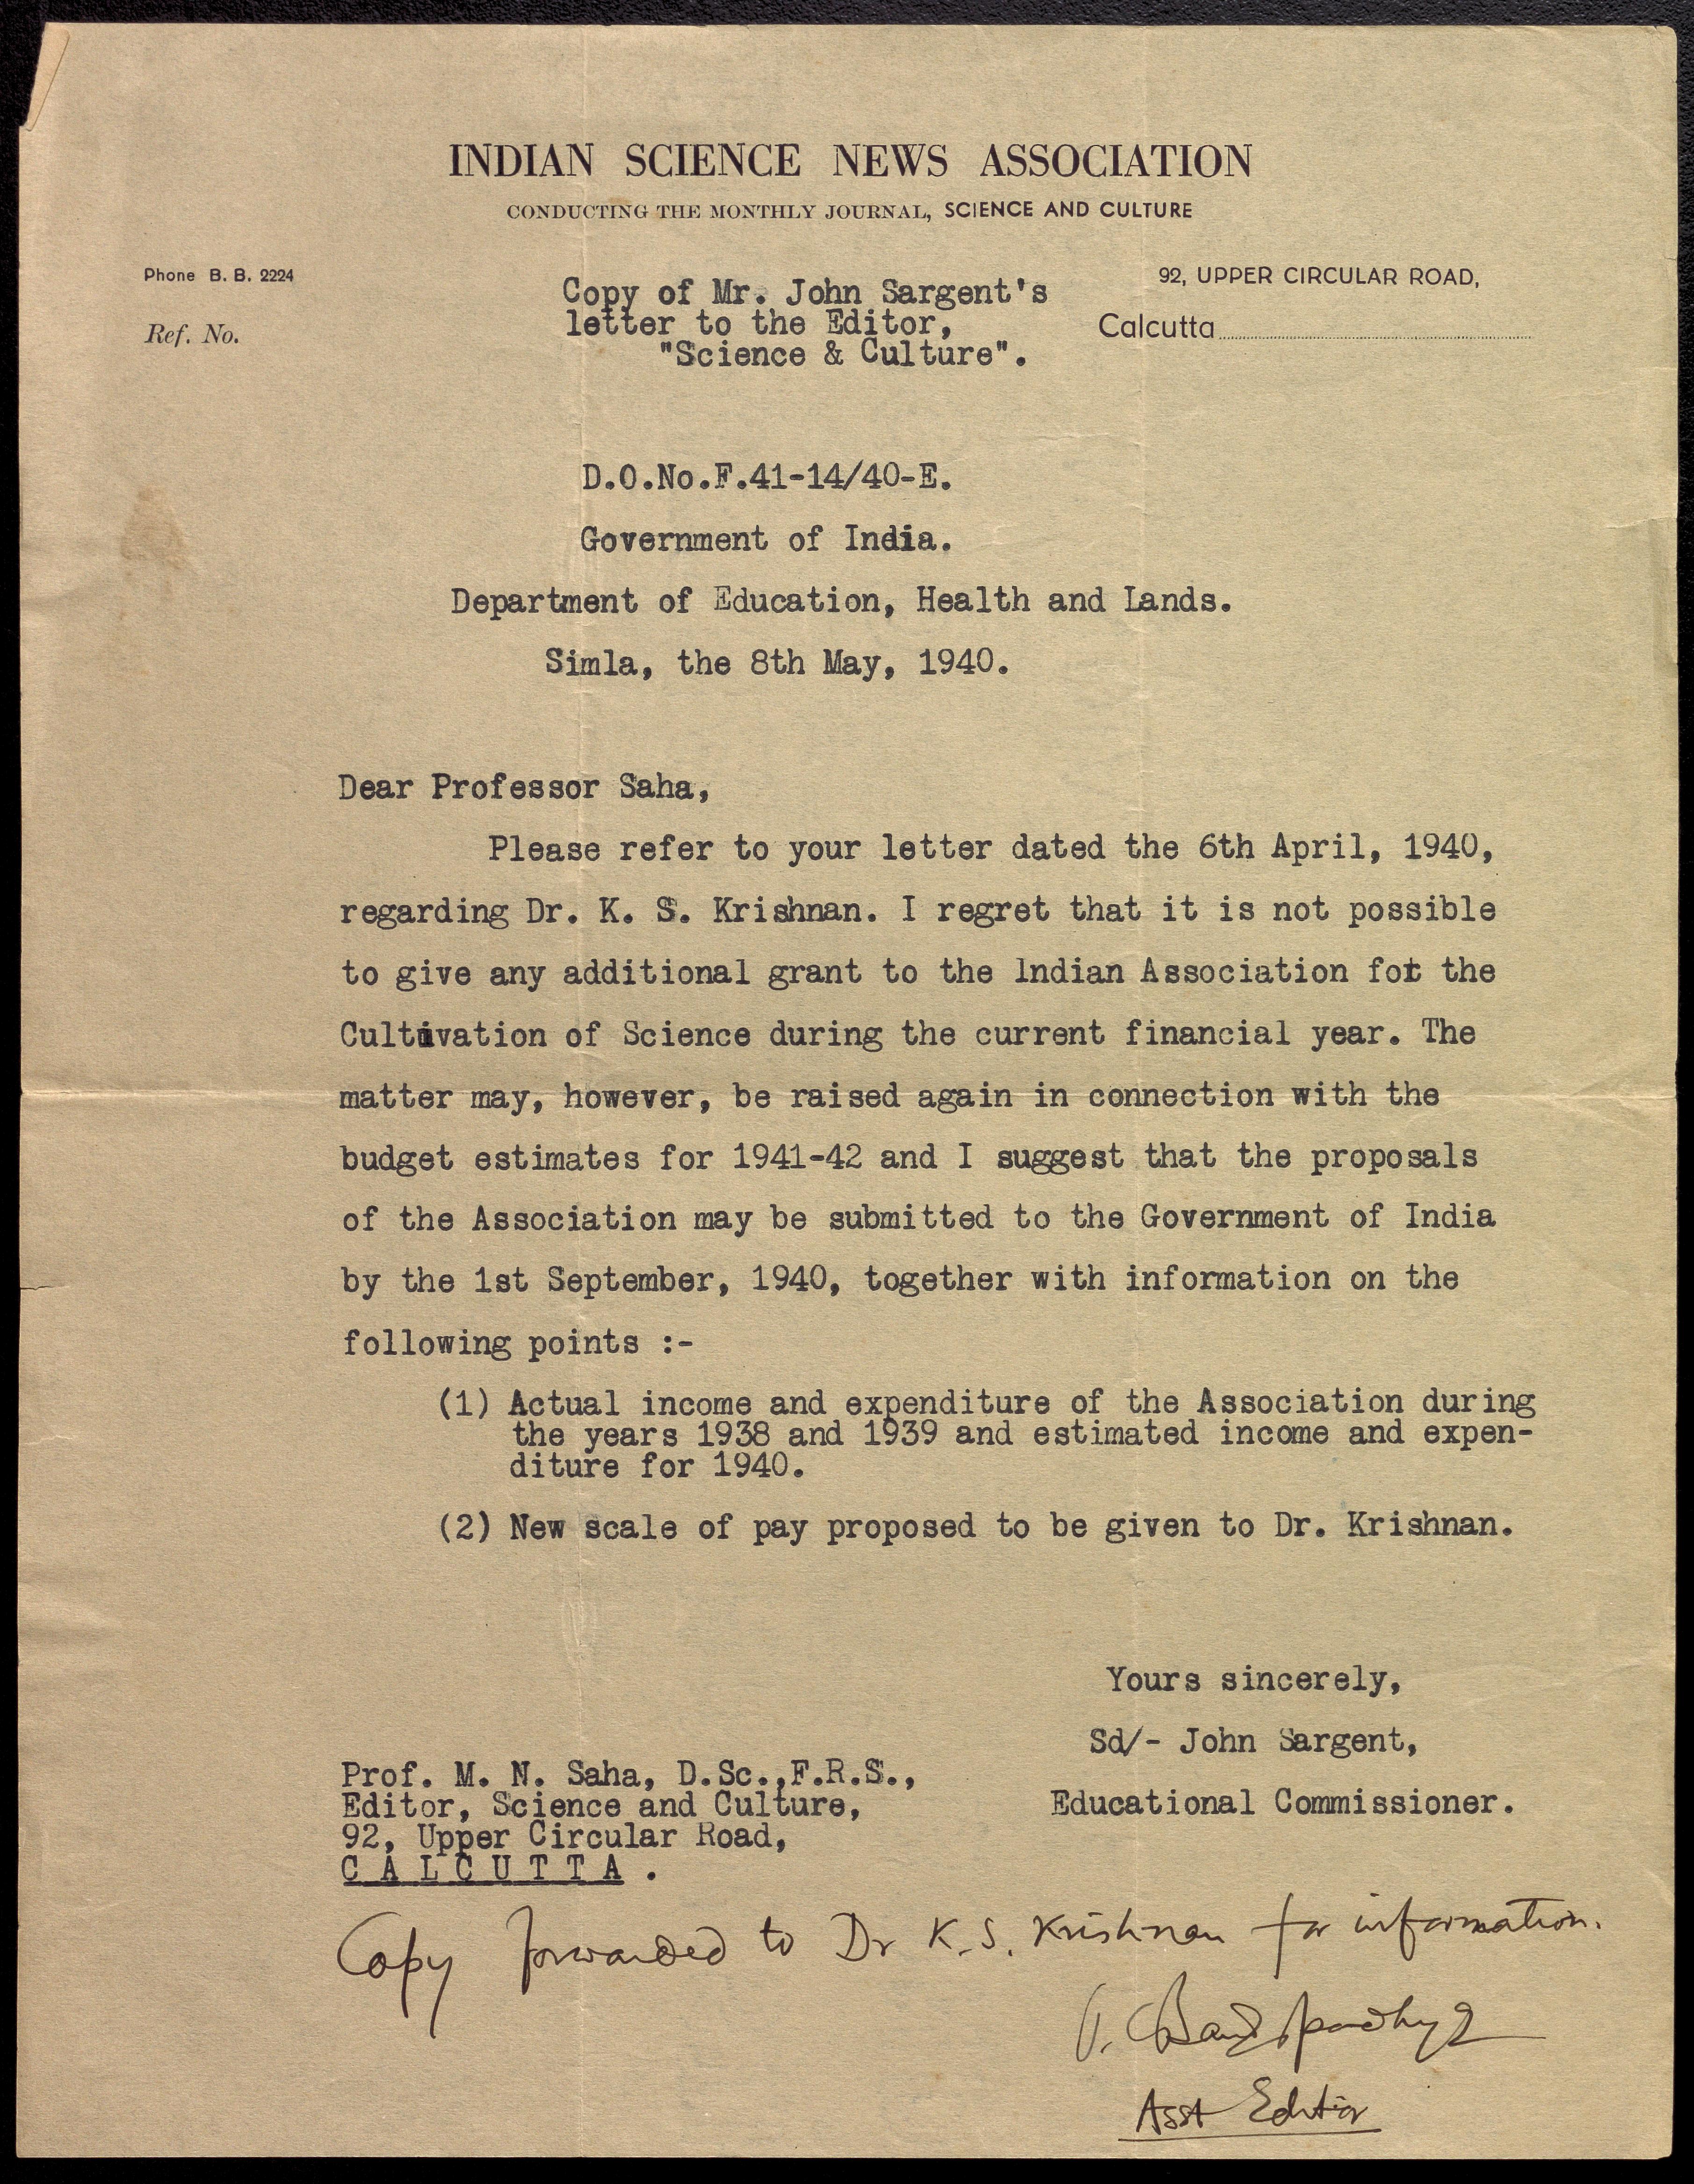 INDIAN SCIENCE NEWS ASSOCIATION
CONDUCTING THE MONTHLY JOURNAL, SCIENCE AND CULTURE
Phone B. B. 2224
92, UPPER CIRCULAR ROAD,
Ref. No.
Calcutta
Copy of Mr. John Sargent's
letter to the Editor,
"Science & Culture".
D.O.No.F.41-14/40-E.
Government of India.
Department of Education, Health and Lands.
Simla, the 8th May, 1940.
Dear Professor Saha,
Please refer to your letter dated the 6th April, 1940,
regarding Dr. K. S. Krishnan. I regret that it is not possible
to give any additional grant to the Indian Association for the
Cultivation of Science during the current financial year. The
matter may, however, be raised again in connection with the
budget estimates for 1941-42 and I suggest that the proposals
of the Association may be submitted to the Government of India
by the 1st September, 1940, together with information on the
following points :-
(1) Actual income and expenditure of the Association during
the years 1938 and 1939 and estimated income and expen-
diture for 1940.
(2) New scale of pay proposed to be given to Dr. Krishnan.
Yours sincerely,
Sd/- John Sargent,
Educational Commissioner.
Prof. M. N. Saha, D.Sc.,F.R.S.,
Editor, Science and Culture,
92, Upper Circular Road,
C A L C U T T A .
Copy forwarded to Dr K. S. Krishnan for information.
Asst Editor